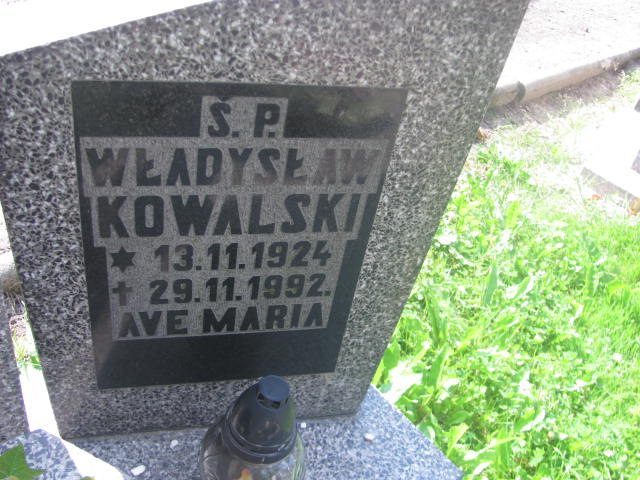 Ś.P.
WŁADYSŁAW
KOWALSKI
* 13.11.1924
† 29.11.1992.
AVE MARIA